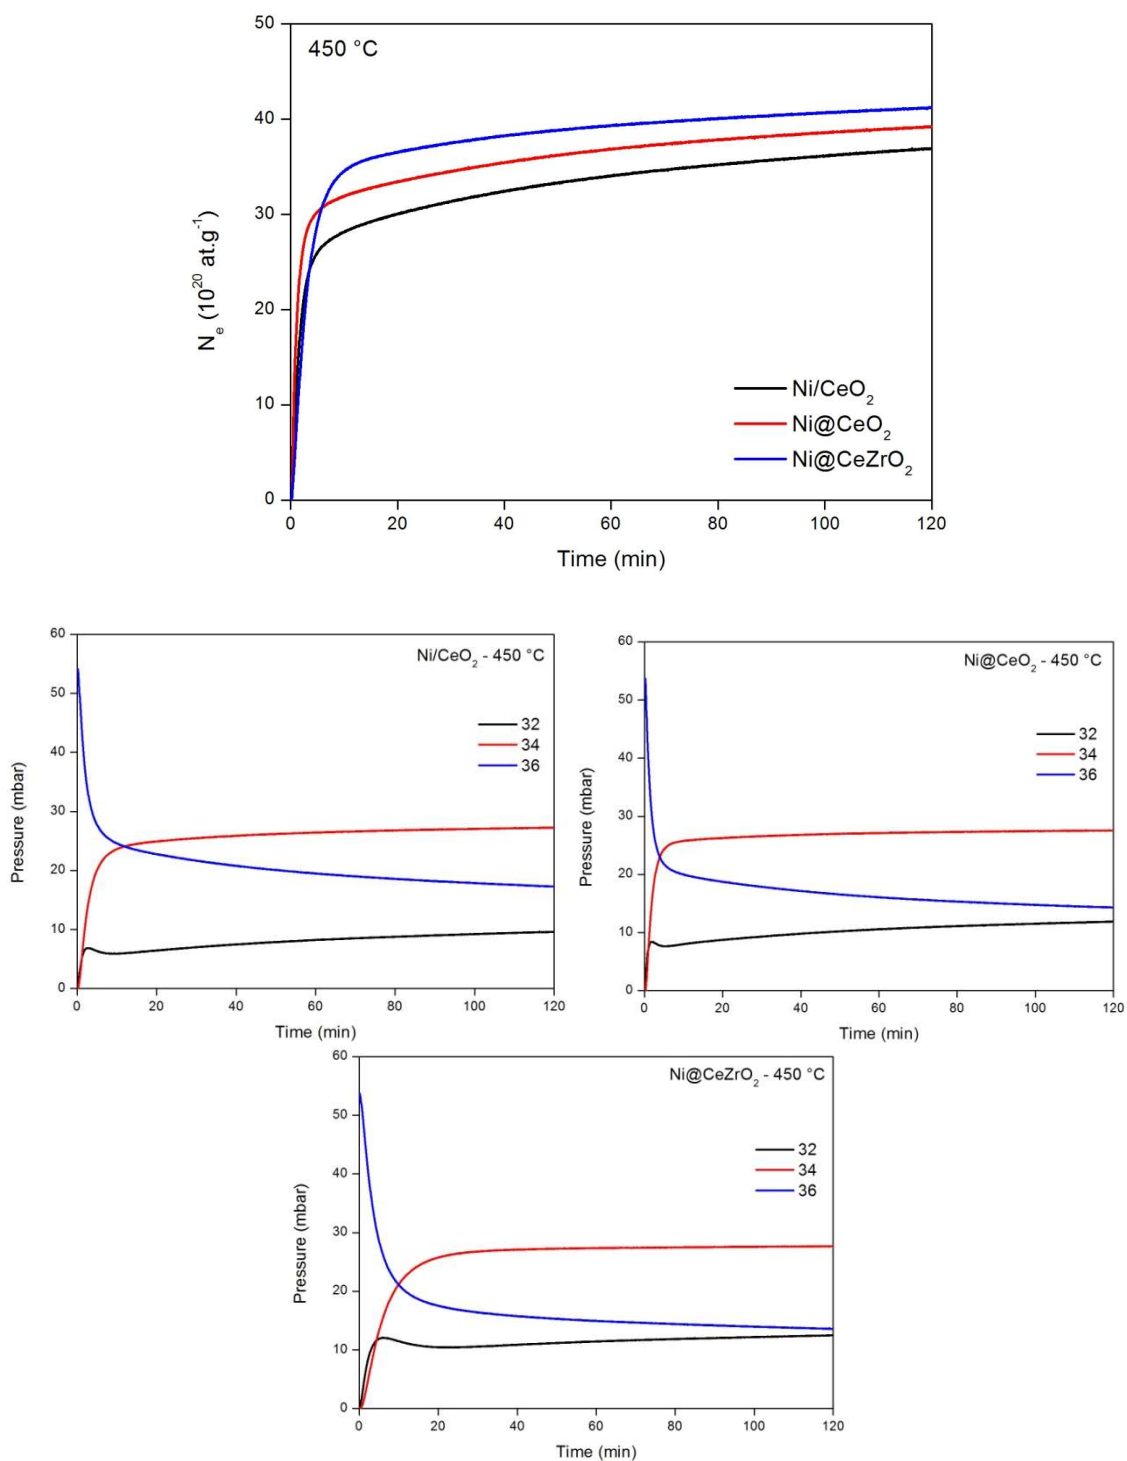 450 °C
50
40
30
20
10
0
Nₑ (10²⁰ at.g⁻¹)
Ni/CeO₂
Ni@CeO₂
Ni@CeZrO₂
0 20 40 60 80 100 120
Time (min)
Ni/CeO₂ - 450 °C
60
50
40
30
20
10
0
Pressure (mbar)
32
34
36
0 20 40 60 80 100 120
Time (min)
Ni@CeO₂ - 450 °C
60
50
40
30
20
10
0
Pressure (mbar)
32
34
36
0 20 40 60 80 100 120
Time (min)
Ni@CeZrO₂ - 450 °C
60
50
40
30
20
10
0
Pressure (mbar)
32
34
36
0 20 40 60 80 100 120
Time (min)